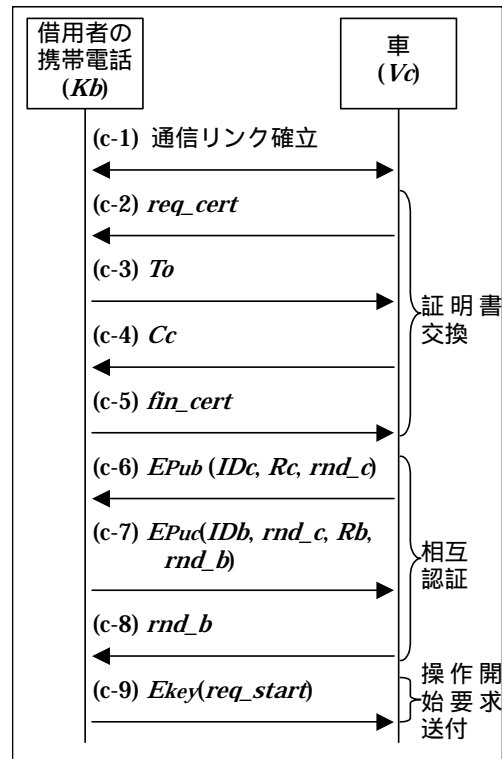 借用者の
携帯電話
(Kb)
車
(Vc)
(c-1) 通信リンク確立
(c-2) req_cert
(c-3) To
(c-4) Cc
(c-5) fin_cert
証明書
交換
(c-6) EPub (IDc, Rc, rnd_c)
(c-7) EPuc(IDb, rnd_c, Rb,
rnd_b)
(c-8) rnd_b
相互
認証
(c-9) Ekey(req_start)
操作開
始要求
送付